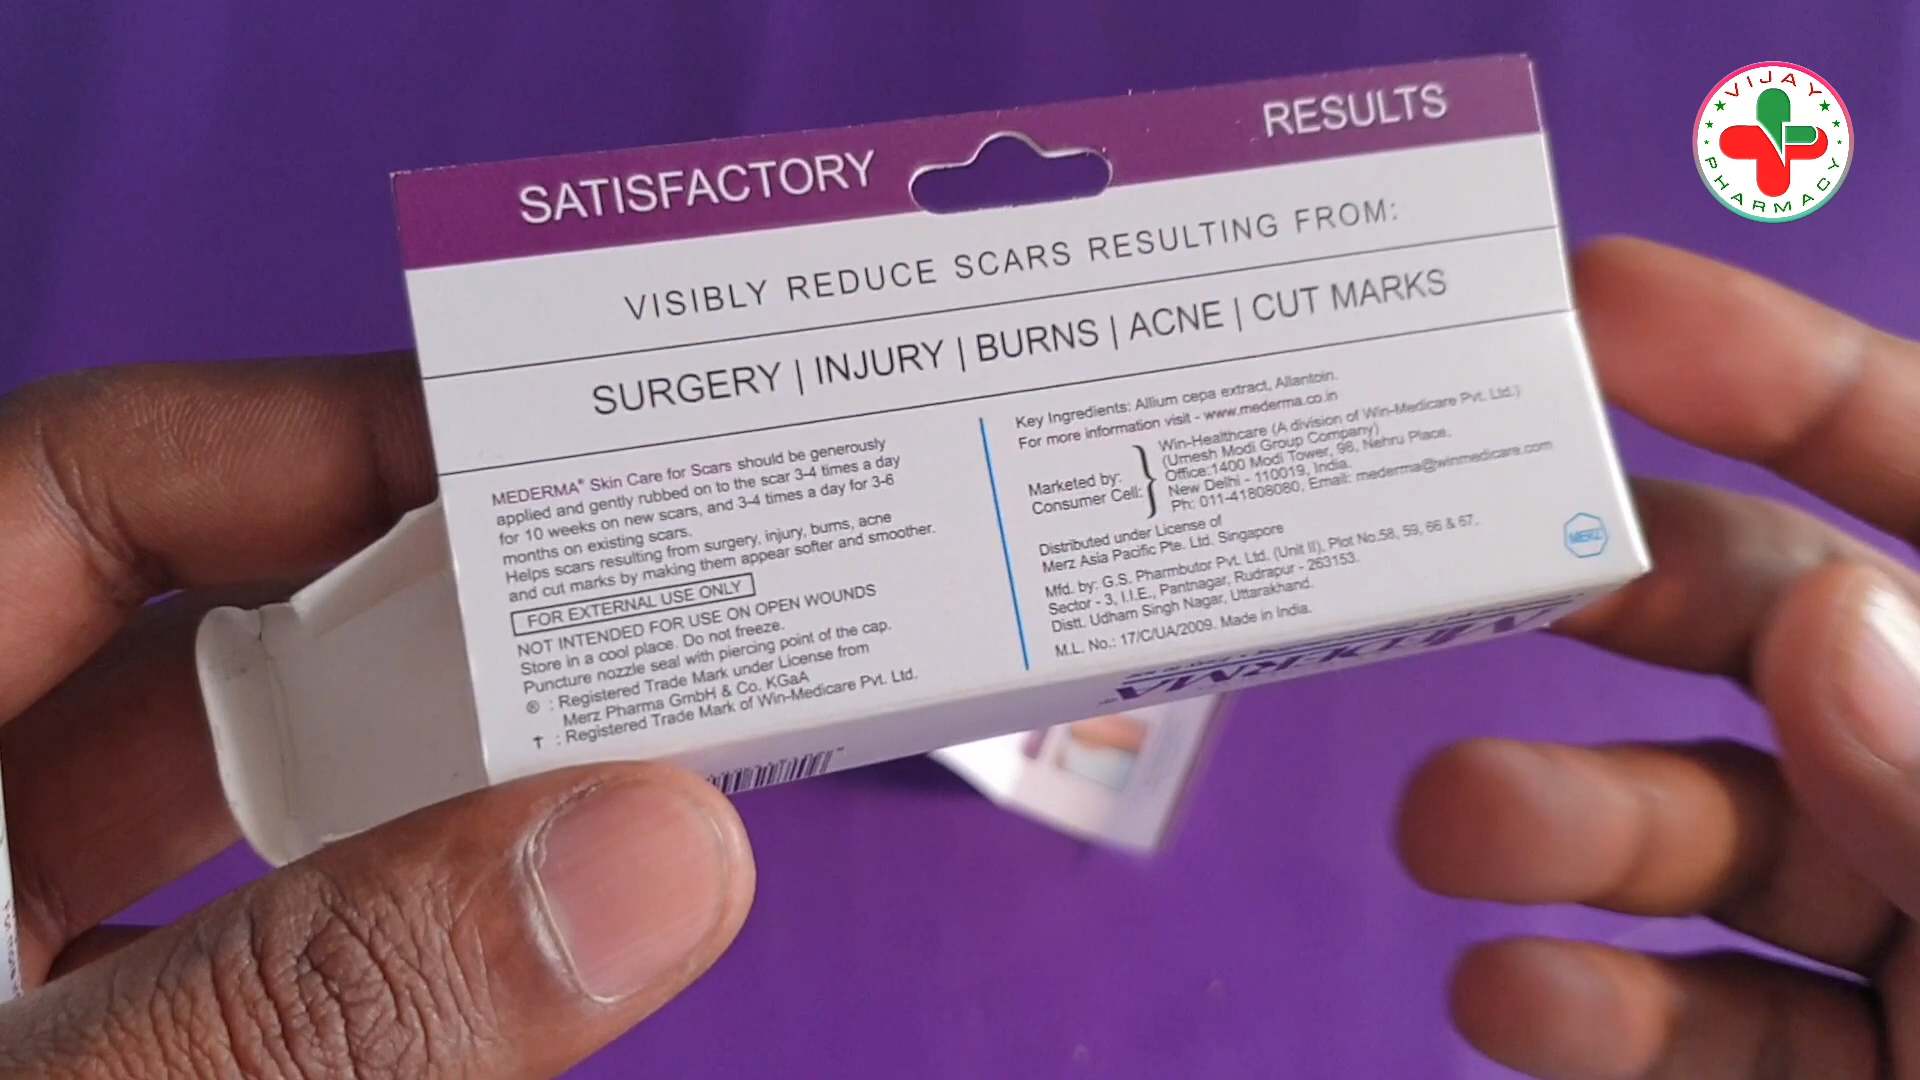 SATISFACTORY RESULTS
VISIBLY REDUCE SCARS RESULTING FROM:
SURGERY | INJURY | BURNS | ACNE | CUT MARKS
MEDERMA® Skin Care for Scars should be generously
applied and gently rubbed on to the scar 3-4 times a day
for 10 weeks on new scars, and 3-4 times a day for 3-6
months on existing scars.
Helps scars resulting from surgery, injury, burns, acne
and cut marks by making them appear softer and smoother.
FOR EXTERNAL USE ONLY
NOT INTENDED FOR USE ON OPEN WOUNDS
Store in a cool place. Do not freeze.
Puncture nozzle seal with piercing point of the cap.
® : Registered Trade Mark under License from
Merz Pharma GmbH & Co. KGaA
† : Registered Trade Mark of Win-Medicare Pvt. Ltd.
Key Ingredients: Allium cepa extract, Allantoin.
For more information visit - www.mederma.co.in
Marketed by:
Consumer Cell:
Win-Healthcare (A division of Win-Medicare Pvt. Ltd.)
(Umesh Modi Group Company)
Office:1400 Modi Tower, 98, Nehru Place,
New Delhi - 110019, India.
Ph: 011-41808080, Email: mederma@winmedicare.com
Distributed under License of
Merz Asia Pacific Pte. Ltd. Singapore
Mfd. by: G.S. Pharmbutor Pvt. Ltd. (Unit II), Plot No.58, 59, 66 & 67,
Sector - 3, I.I.E., Pantnagar, Rudrapur - 263153.
Distt. Udham Singh Nagar, Uttarakhand.
M.L. No.: 17/C/UA/2009. Made in India.
MERZ
MEDERMA
VIJAY
PHARMACY